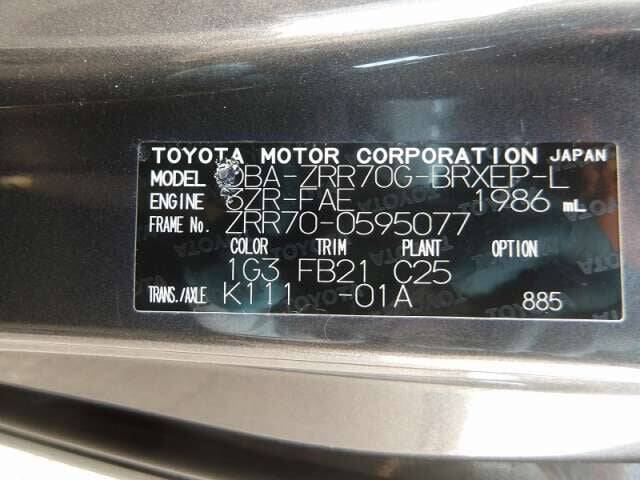 TOYOTA MOTOR CORPORATION JAPAN
MODEL DBA-ZRR70G-BRXEP-L
ENGINE 3ZR-FAE 1986 mL
FRAME No. ZRR70-0595077
COLOR TRIM PLANT OPTION
1G3 FB21 C25
TRANS./AXLE K111 -01A 885